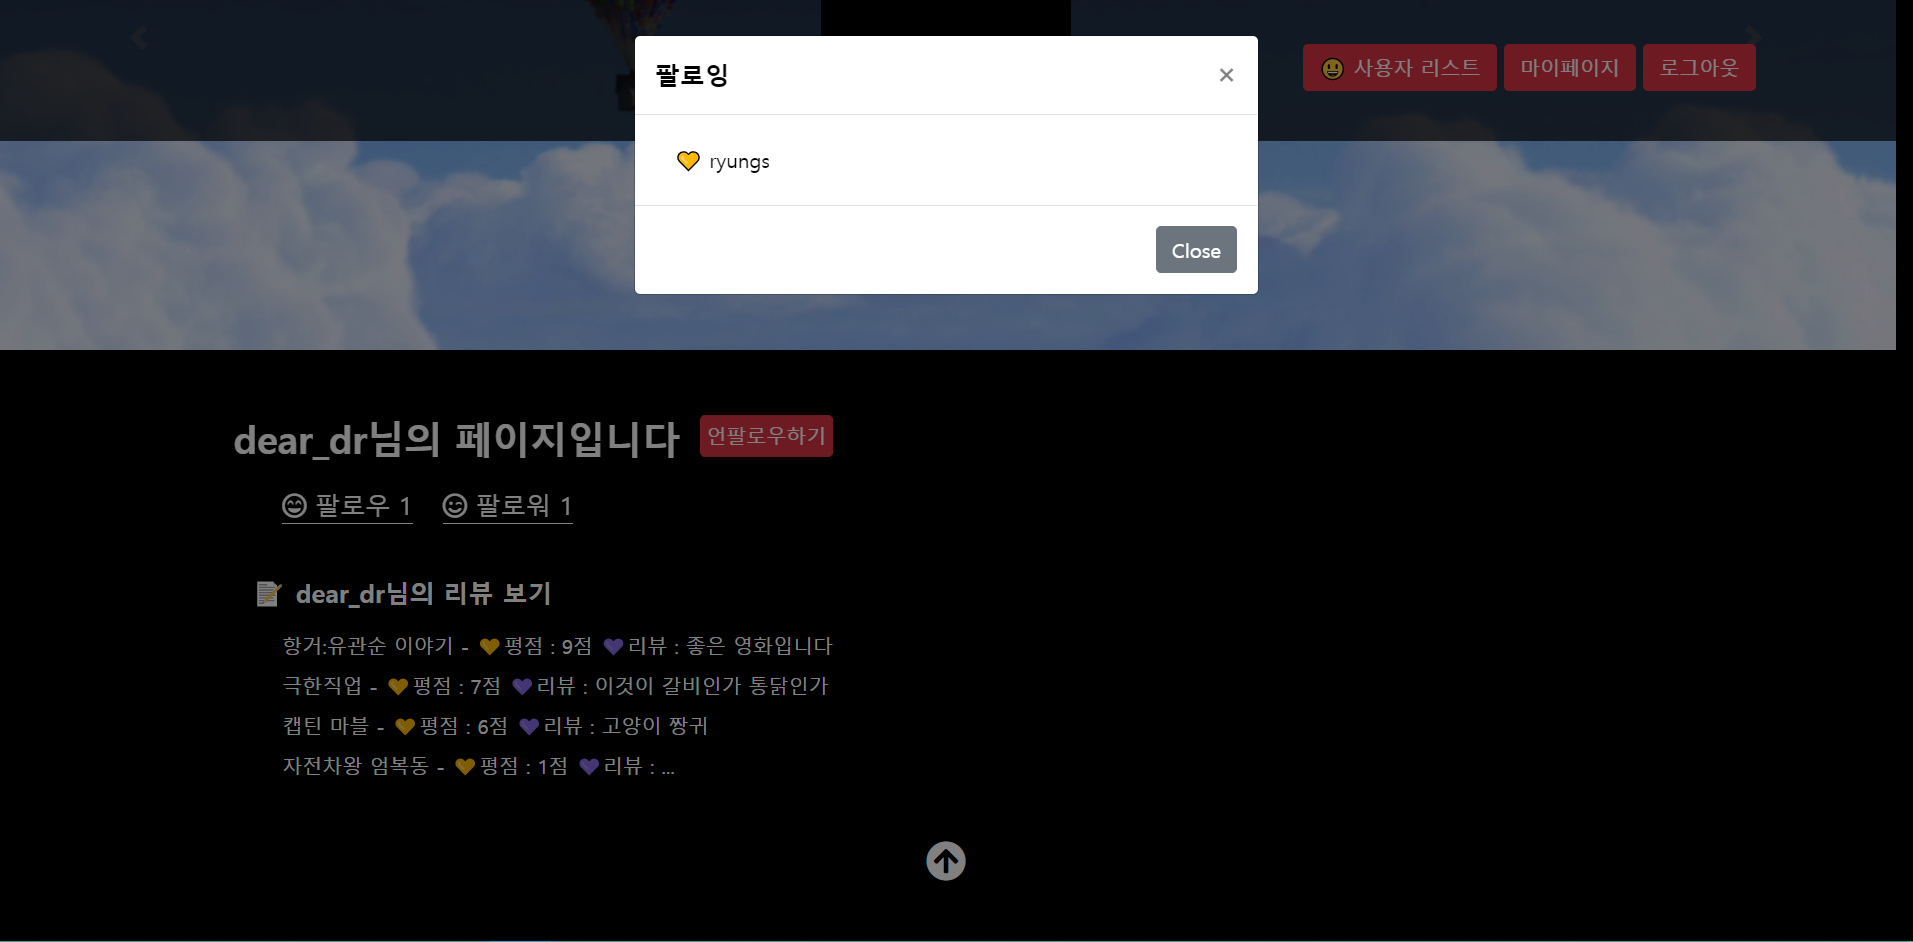 팔로잉 ×
😃 사용자 리스트 마이페이지 로그아웃
💛 ryungs
Close
dear_dr님의 페이지입니다 언팔로우하기
팔로우 1 팔로워 1
📝 dear_dr님의 리뷰 보기
항거:유관순 이야기 - 💛평점 : 9점 💜리뷰 : 좋은 영화입니다
극한직업 - 💛평점 : 7점 💜리뷰 : 이것이 갈비인가 통닭인가
캡틴 마블 - 💛평점 : 6점 💜리뷰 : 고양이 짱귀
자전차왕 엄복동 - 💛평점 : 1점 💜리뷰 : ...